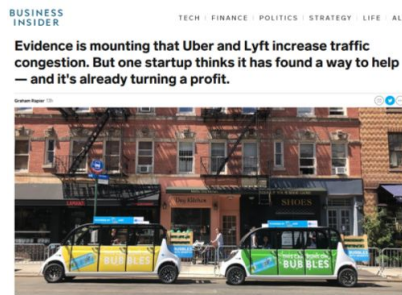 BUSINESS
INSIDER
TECH | FINANCE | POLITICS | STRATEGY | LIFE | AL
Evidence is mounting that Uber and Lyft increase traffic
congestion. But one startup thinks it has found a way to help
— and it's already turning a profit.
Graham Rapier
SHOES
BUBBLES
BUBBLES